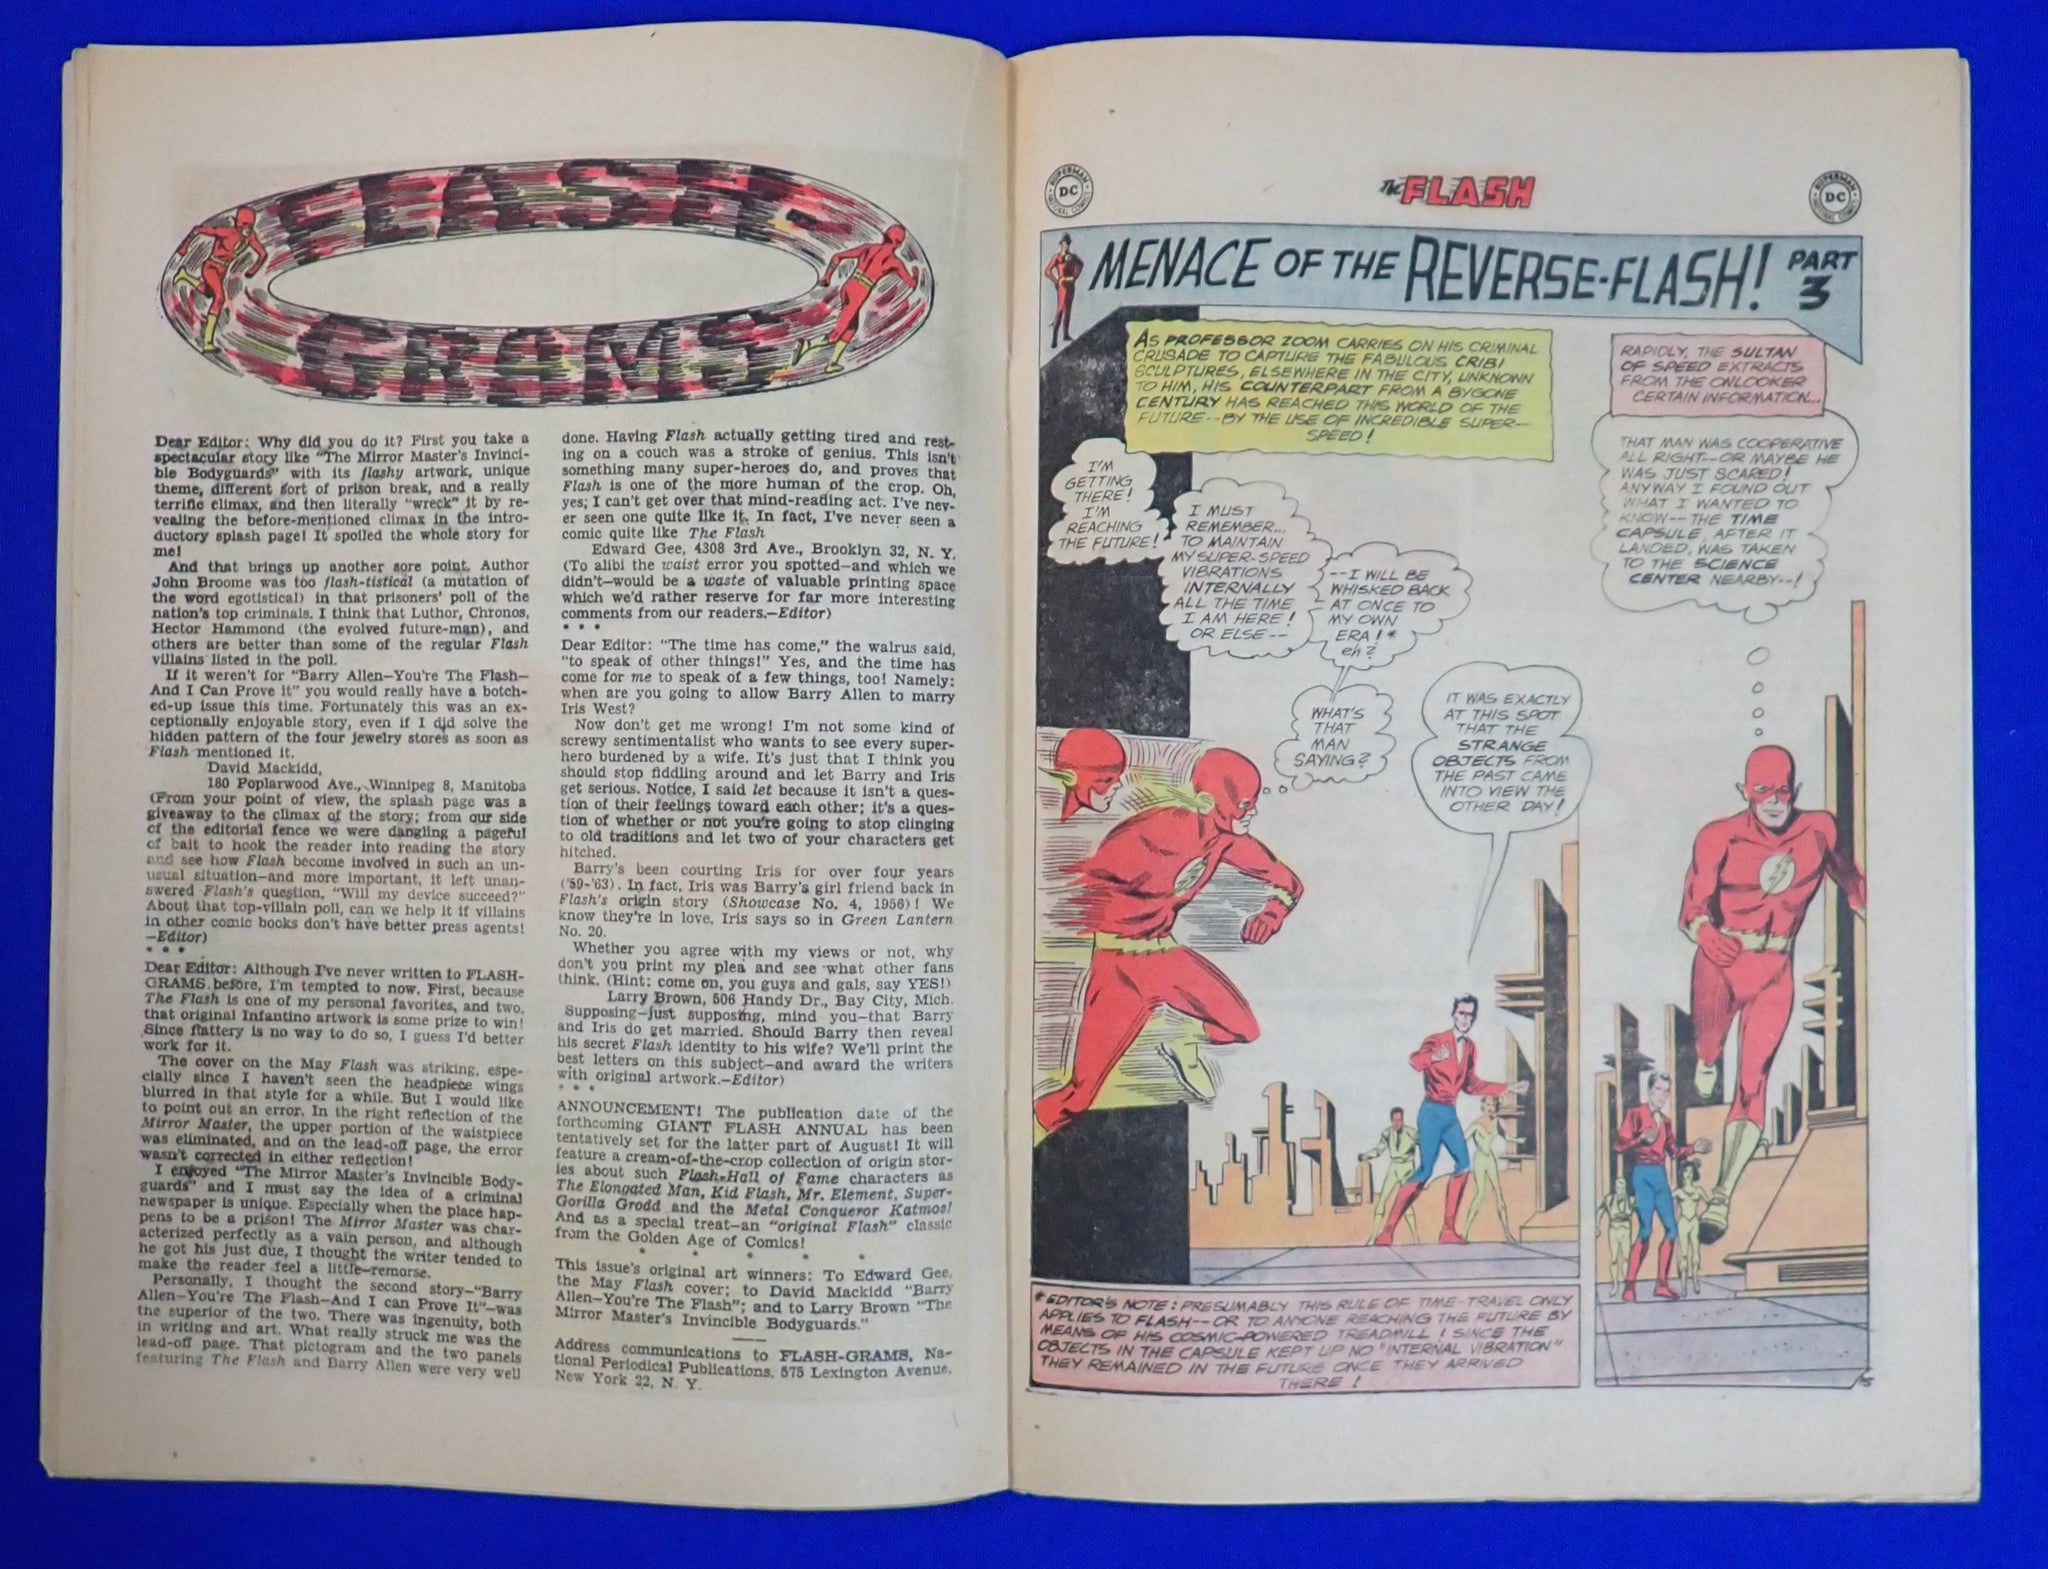 FLASH-
GRAMS
Dear Editor: Why did you do it? First you take a
spectacular story like "The Mirror Master's Invinci-
ble Bodyguards" with its flashy artwork, unique
theme, different sort of prison break, and a really
terrific climax, and then literally "wreck" it by re-
vealing the before-mentioned climax in the intro-
ductory splash page! It spoiled the whole story for
me!
And that brings up another sore point. Author
John Broome was too flash-tistical (a mutation of
the word egotistical) in that prisoners' poll of the
nation's top criminals. I think that Luthor, Chronos,
Hector Hammond (the evolved future-man), and
others are better than some of the regular Flash
villains listed in the poll.
If it weren't for "Barry Allen—You're The Flash—
And I Can Prove It" you would really have a botch-
ed-up issue this time. Fortunately this was an ex-
ceptionally enjoyable story, even if I did solve the
hidden pattern of the four jewelry stores as soon as
Flash mentioned it.
David Mackidd,
180 Poplarwood Ave., Winnipeg 8, Manitoba
(From your point of view, the splash page was a
giveaway to the climax of the story; from our side
of the editorial fence we were dangling a pageful
of bait to hook the reader into reading the story
and see how Flash become involved in such an un-
usual situation—and more important, it left unan-
swered Flash's question, "Will my device succeed?"
About that top-villain poll, can we help it if villains
in other comic books don't have better press agents!
—Editor)
* * *
Dear Editor: Although I've never written to FLASH-
GRAMS before, I'm tempted to now. First, because
The Flash is one of my personal favorites, and two,
that original Infantino artwork is some prize to win!
Since flattery is no way to do so, I guess I'd better
work for it.
The cover on the May Flash was striking, espe-
cially since I haven't seen the headpiece wings
blurred in that style for a while. But I would like
to point out an error. In the right reflection of the
Mirror Master, the upper portion of the waistpiece
was eliminated, and on the lead-off page, the error
wasn't corrected in either reflection!
I enjoyed "The Mirror Master's Invincible Body-
guards" and I must say the idea of a criminal
newspaper is unique. Especially when the place hap-
pens to be a prison! The Mirror Master was char-
acterized perfectly as a vain person, and although
he got his just due, I thought the writer tended to
make the reader feel a little—remorse.
Personally, I thought the second story—"Barry
Allen—You're The Flash—And I can Prove It"—was
the superior of the two. There was ingenuity, both
in writing and art. What really struck me was the
lead-off page. That pictogram and the two panels
featuring The Flash and Barry Allen were very well
done. Having Flash actually getting tired and rest-
ing on a couch was a stroke of genius. This isn't
something many super-heroes do, and proves that
Flash is one of the more human of the crop. Oh,
yes; I can't get over that mind-reading act. I've nev-
er seen one quite like it. In fact, I've never seen a
comic quite like The Flash
Edward Gee, 4308 3rd Ave., Brooklyn 32, N. Y.
(To alibi the waist error you spotted—and which we
didn't—would be a waste of valuable printing space
which we'd rather reserve for far more interesting
comments from our readers.—Editor)
* * *
Dear Editor: "The time has come," the walrus said,
"to speak of other things!" Yes, and the time has
come for me to speak of a few things, too! Namely:
when are you going to allow Barry Allen to marry
Iris West?
Now don't get me wrong! I'm not some kind of
screwy sentimentalist who wants to see every super-
hero burdened by a wife. It's just that I think you
should stop fiddling around and let Barry and Iris
get serious. Notice, I said let because it isn't a ques-
tion of their feelings toward each other; it's a ques-
tion of whether or not you're going to stop clinging
to old traditions and let two of your characters get
hitched.
Barry's been courting Iris for over four years
('59-'63). In fact, Iris was Barry's girl friend back in
Flash's origin story (Showcase No. 4, 1956)! We
know they're in love, Iris says so in Green Lantern
No. 20.
Whether you agree with my views or not, why
don't you print my plea and see what other fans
think. (Hint: come on, you guys and gals, say YES!)
Larry Brown, 506 Handy Dr., Bay City, Mich.
Supposing—just supposing, mind you—that Barry
and Iris do get married. Should Barry then reveal
his secret Flash identity to his wife? We'll print the
best letters on this subject—and award the writers
with original artwork.—Editor)
* * *
ANNOUNCEMENT! The publication date of the
forthcoming GIANT FLASH ANNUAL has been
tentatively set for the latter part of August! It will
feature a cream-of-the-crop collection of origin stor-
ies about such Flash-Hall of Fame characters as
The Elongated Man, Kid Flash, Mr. Element, Super-
Gorilla Grodd and the Metal Conqueror Katmos!
And as a special treat—an "original Flash" classic
from the Golden Age of Comics!
* * * * *
This issue's original art winners: To Edward Gee,
the May Flash cover; to David Mackidd "Barry
Allen—You're The Flash"; and to Larry Brown "The
Mirror Master's Invincible Bodyguards."
Address communications to FLASH-GRAMS, Na-
tional Periodical Publications, 575 Lexington Avenue,
New York 22, N. Y.
SUPERMAN
DC
NATIONAL COMICS
THE FLASH
SUPERMAN
DC
NATIONAL COMICS
MENACE OF THE REVERSE-FLASH! PART
3
AS PROFESSOR ZOOM CARRIES ON HIS CRIMINAL
CRUSADE TO CAPTURE THE FABULOUS CRIBI
SCULPTURES, ELSEWHERE IN THE CITY, UNKNOWN
TO HIM, HIS COUNTERPART FROM A BYGONE
CENTURY HAS REACHED THIS WORLD OF THE
FUTURE--BY THE USE OF INCREDIBLE SUPER-
SPEED!
I'M
GETTING
THERE!
I'M
REACHING
THE FUTURE!
I MUST
REMEMBER...
TO MAINTAIN
MY SUPER-SPEED
VIBRATIONS
INTERNALLY
ALL THE TIME
I AM HERE!
OR ELSE--
--I WILL BE
WHISKED BACK
AT ONCE TO
MY OWN
ERA!*
eh?
WHAT'S
THAT
MAN
SAYING?
IT WAS EXACTLY
AT THIS SPOT
THAT THE
STRANGE
OBJECTS FROM
THE PAST CAME
INTO VIEW THE
OTHER DAY!
*EDITOR'S NOTE: PRESUMABLY THIS RULE OF TIME-TRAVEL ONLY
APPLIES TO FLASH--OR TO ANYONE REACHING THE FUTURE BY
MEANS OF HIS COSMIC-POWERED TREADMILL! SINCE THE
OBJECTS IN THE CAPSULE KEPT UP NO "INTERNAL VIBRATION"
THEY REMAINED IN THE FUTURE ONCE THEY ARRIVED
THERE!
RAPIDLY, THE SULTAN
OF SPEED EXTRACTS
FROM THE ONLOOKER
CERTAIN INFORMATION...
THAT MAN WAS COOPERATIVE
ALL RIGHT--OR MAYBE HE
WAS JUST SCARED!
ANYWAY I FOUND OUT
WHAT I WANTED TO
KNOW--THE TIME
CAPSULE, AFTER IT
LANDED, WAS TAKEN
TO THE SCIENCE
CENTER NEARBY--!